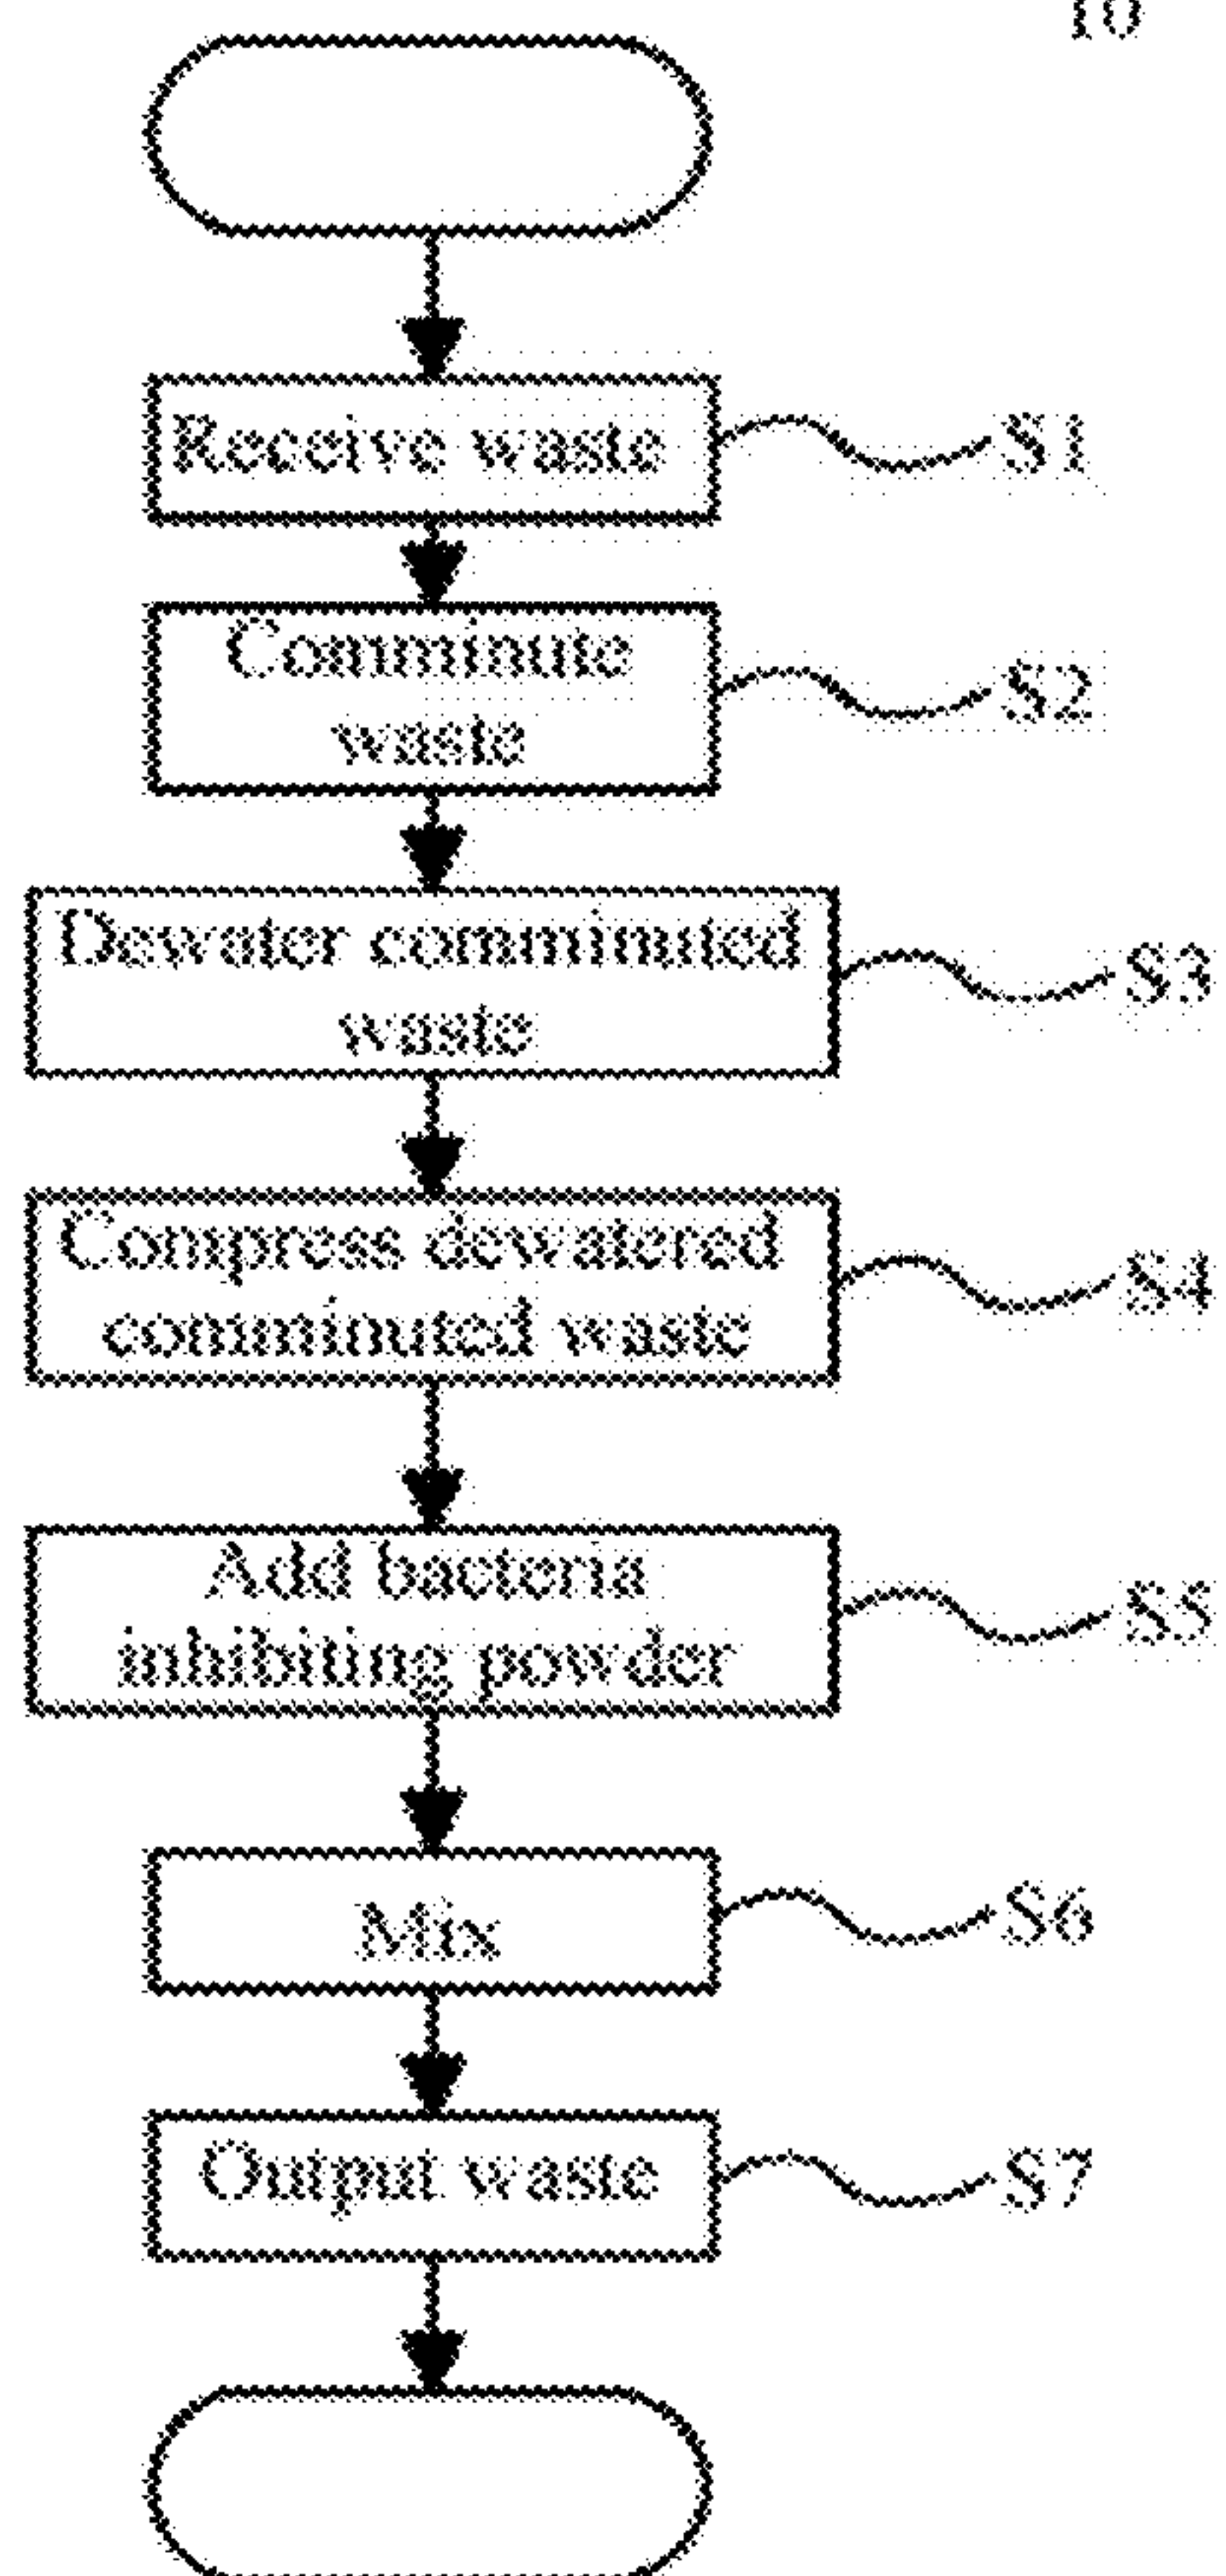 10
Receive waste
S1
Comminute
waste
S2
Dewater comminuted
waste
S3
Compress dewatered
comminuted waste
S4
Add bacteria
inhibiting powder
S5
Mix
S6
Output waste
S7